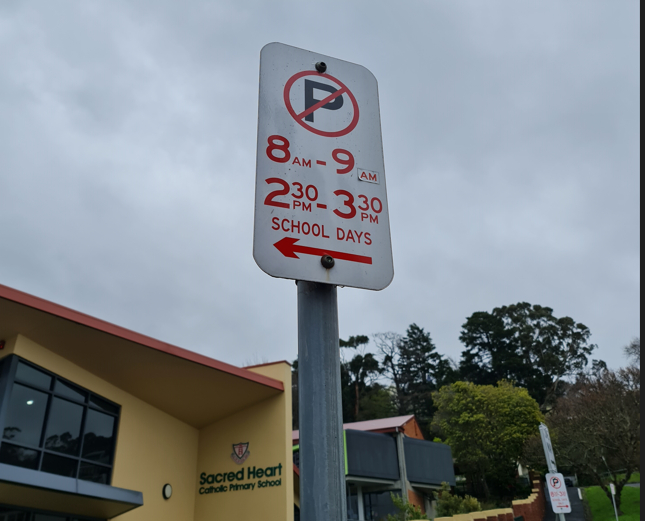 P
8AM-9AM
230PM-330PM
SCHOOL DAYS
Sacred Heart
Catholic Primary School
P